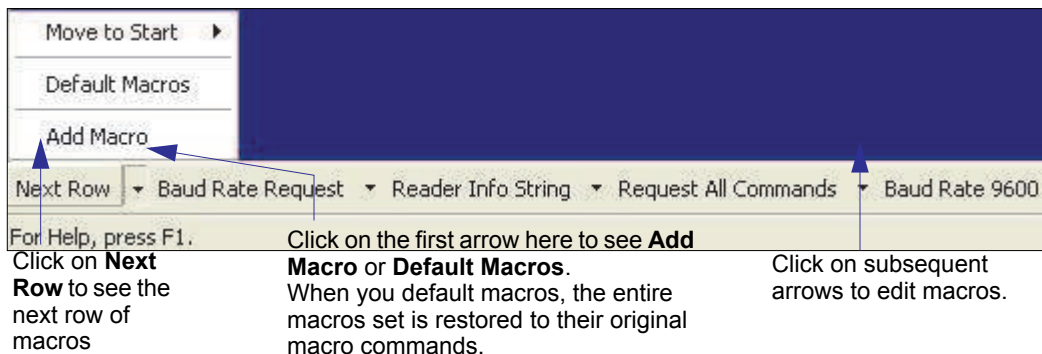 Move to Start
Default Macros
Add Macro
Next Row Baud Rate Request Reader Info String Request All Commands Baud Rate 9600
For Help, press F1.
Click on Next
Row to see the
next row of
macros
Click on the first arrow here to see Add
Macro or Default Macros.
When you default macros, the entire
macros set is restored to their original
macro commands.
Click on subsequent
arrows to edit macros.